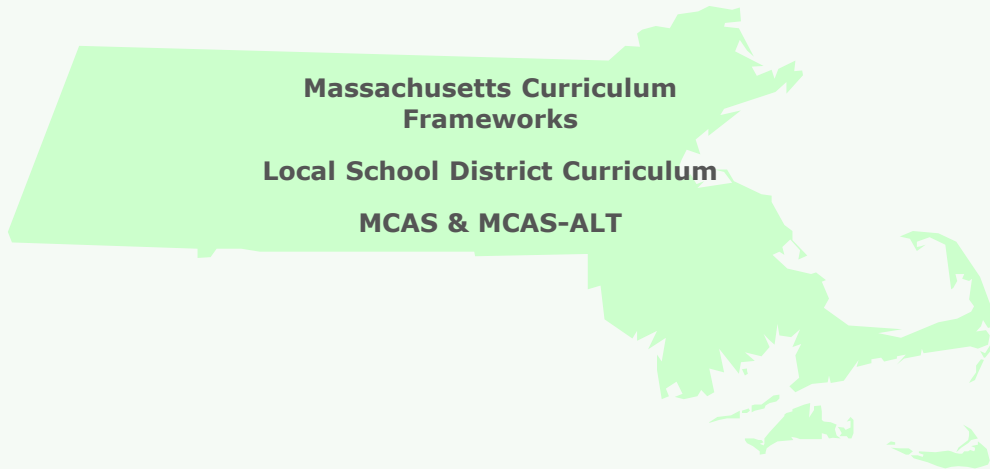 Massachusetts Curriculum
Frameworks
Local School District Curriculum
MCAS & MCAS-ALT